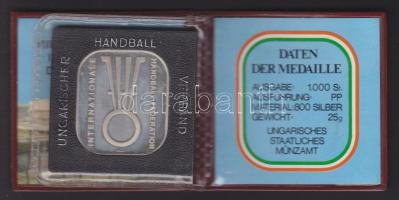 HANDBALL
UNGARISCHER
VERBAND
INTERNATIONALE
HANDBALL FEDERATION
darabanth
DATEN
DER MEDAILLE
AUSGABE: 1.000 St.
AUSFÜHRUNG: PP
MATERIAL: 800 SILBER
GEWICHT: 25g
UNGARISCHES
STAATLICHES
MÜNZAMT